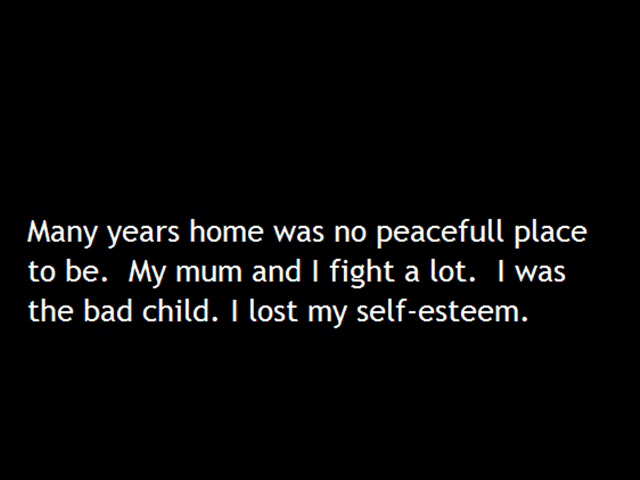 Many years home was no peacefull place
to be.  My mum and I fight a lot.  I was
the bad child. I lost my self-esteem.